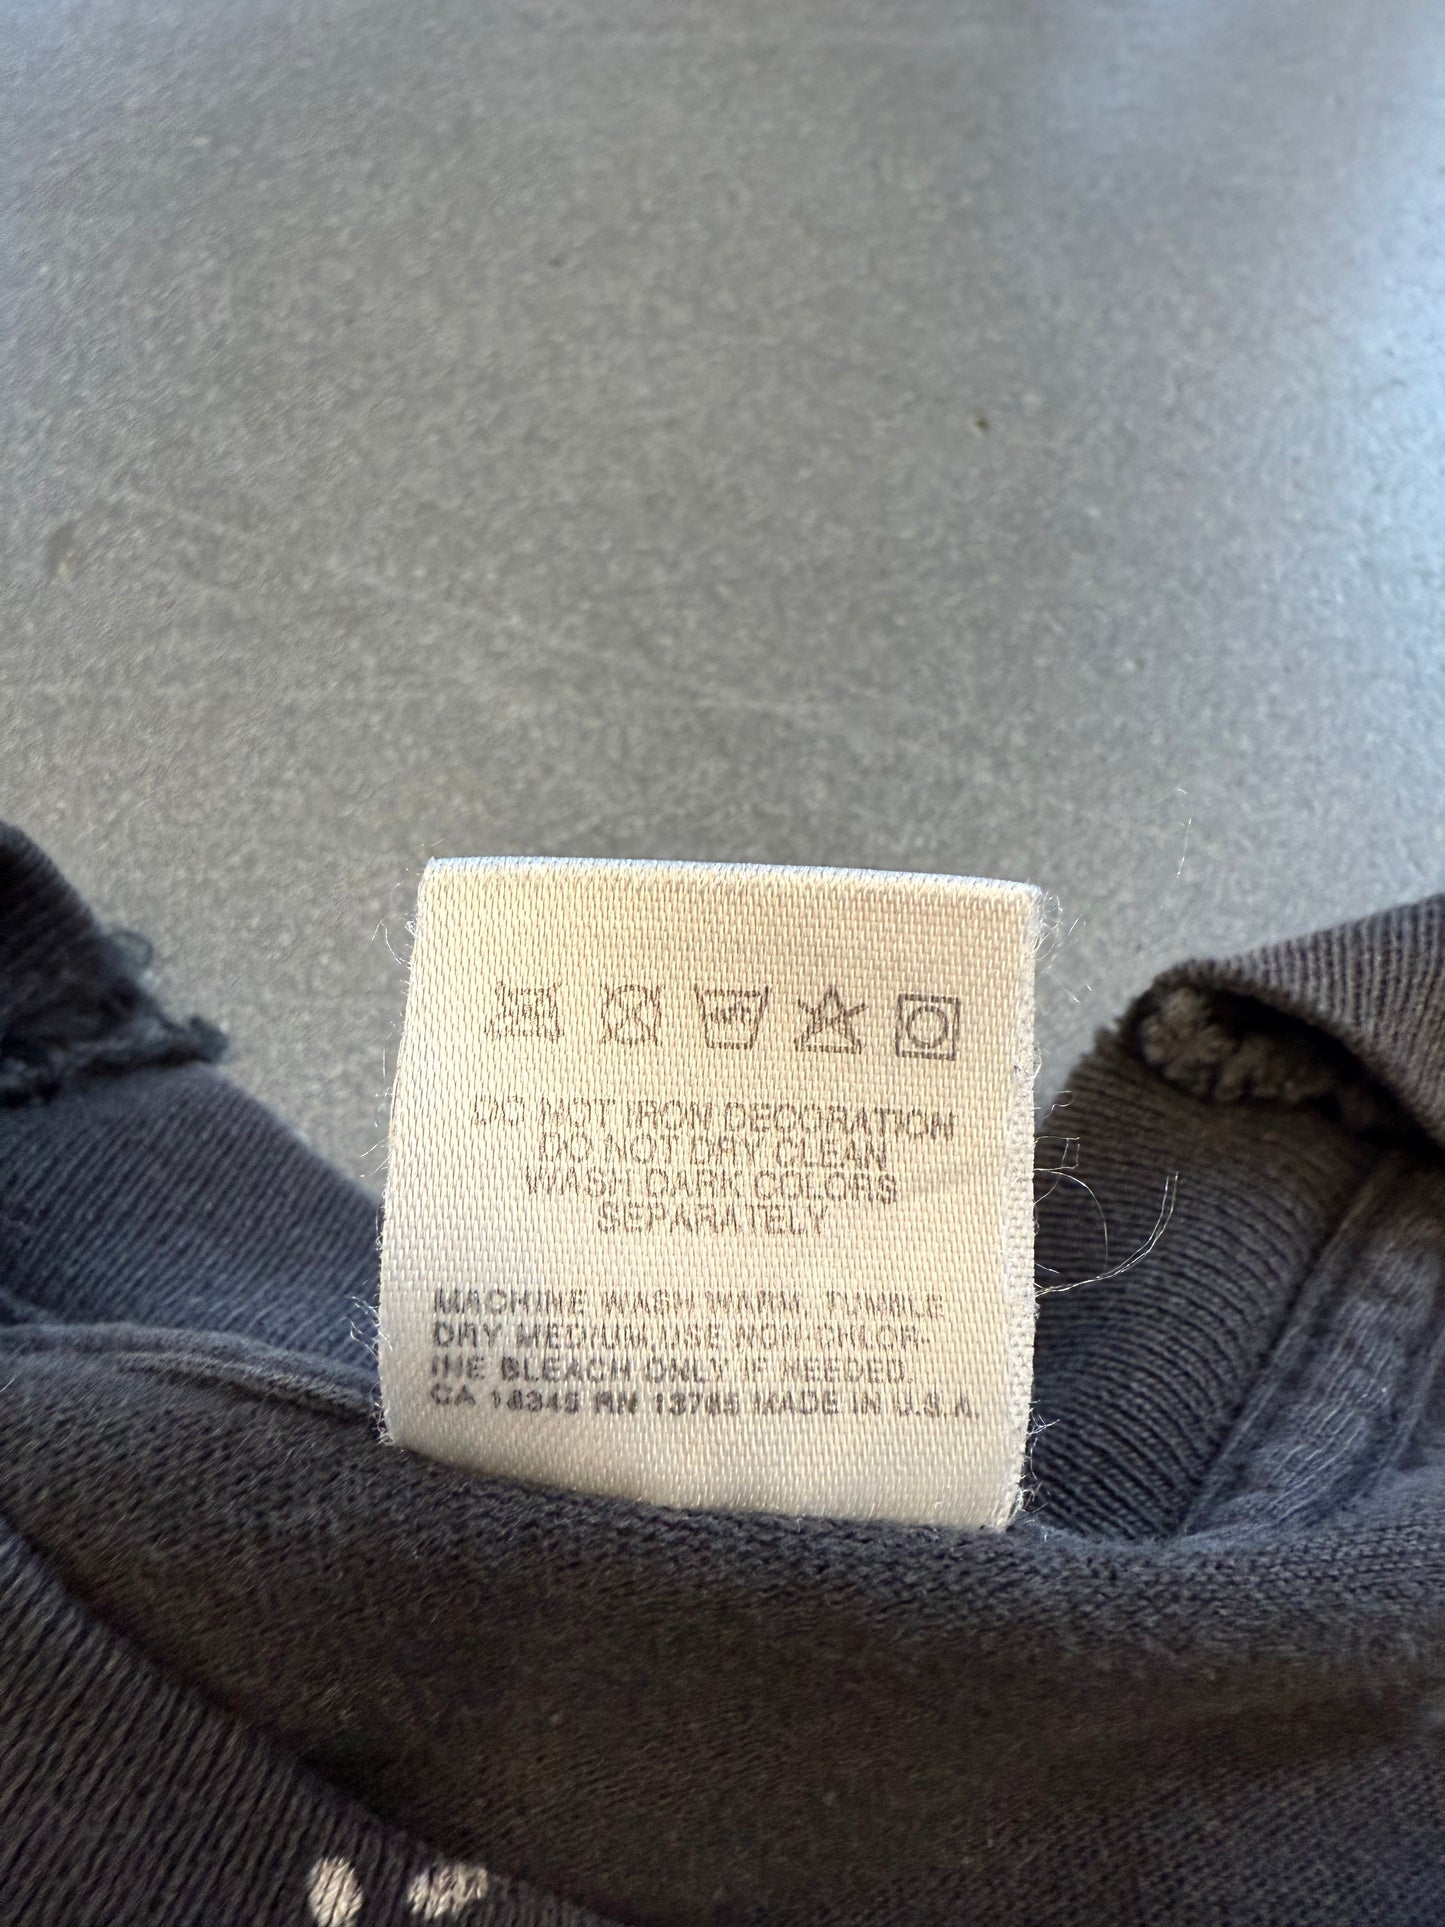 DO NOT IRON DECORATION
DO NOT DRY CLEAN
WASH DARK COLORS
SEPARATELY
MACHINE WASH WARM, TUMBLE
DRY MEDIUM, USE NON-CHLOR-
INE BLEACH ONLY IF NEEDED.
CA 18345 RN 13765 MADE IN U.S.A.